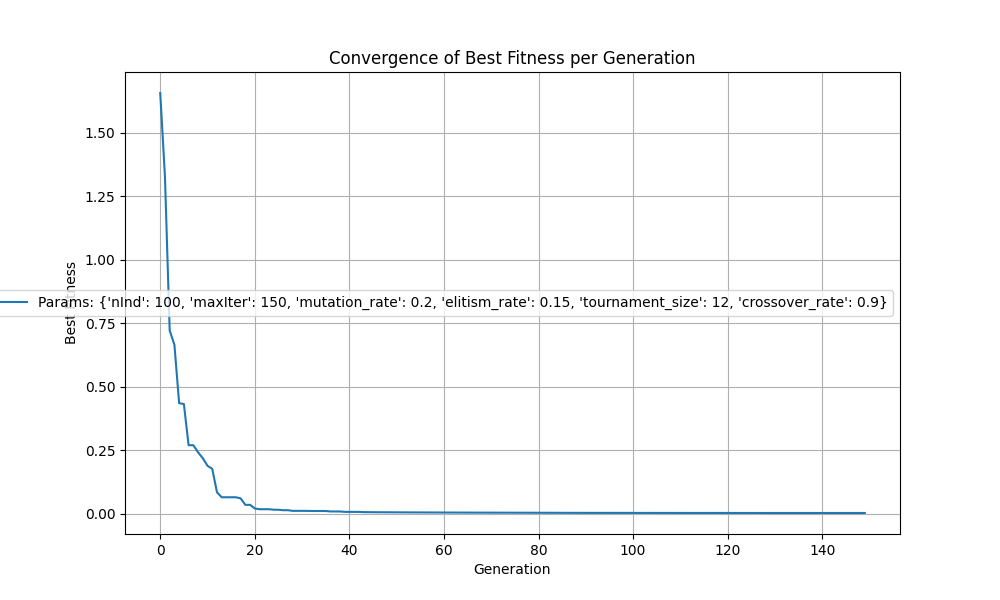 Convergence of Best Fitness per Generation
1.50
1.25
1.00
0.75
0.50
0.25
0.00
Best
Params: {'nInd': 100, 'maxIter': 150, 'mutation_rate': 0.2, 'elitism_rate': 0.15, 'tournament_size': 12, 'crossover_rate': 0.9}
0 20 40 60 80 100 120 140
Generation